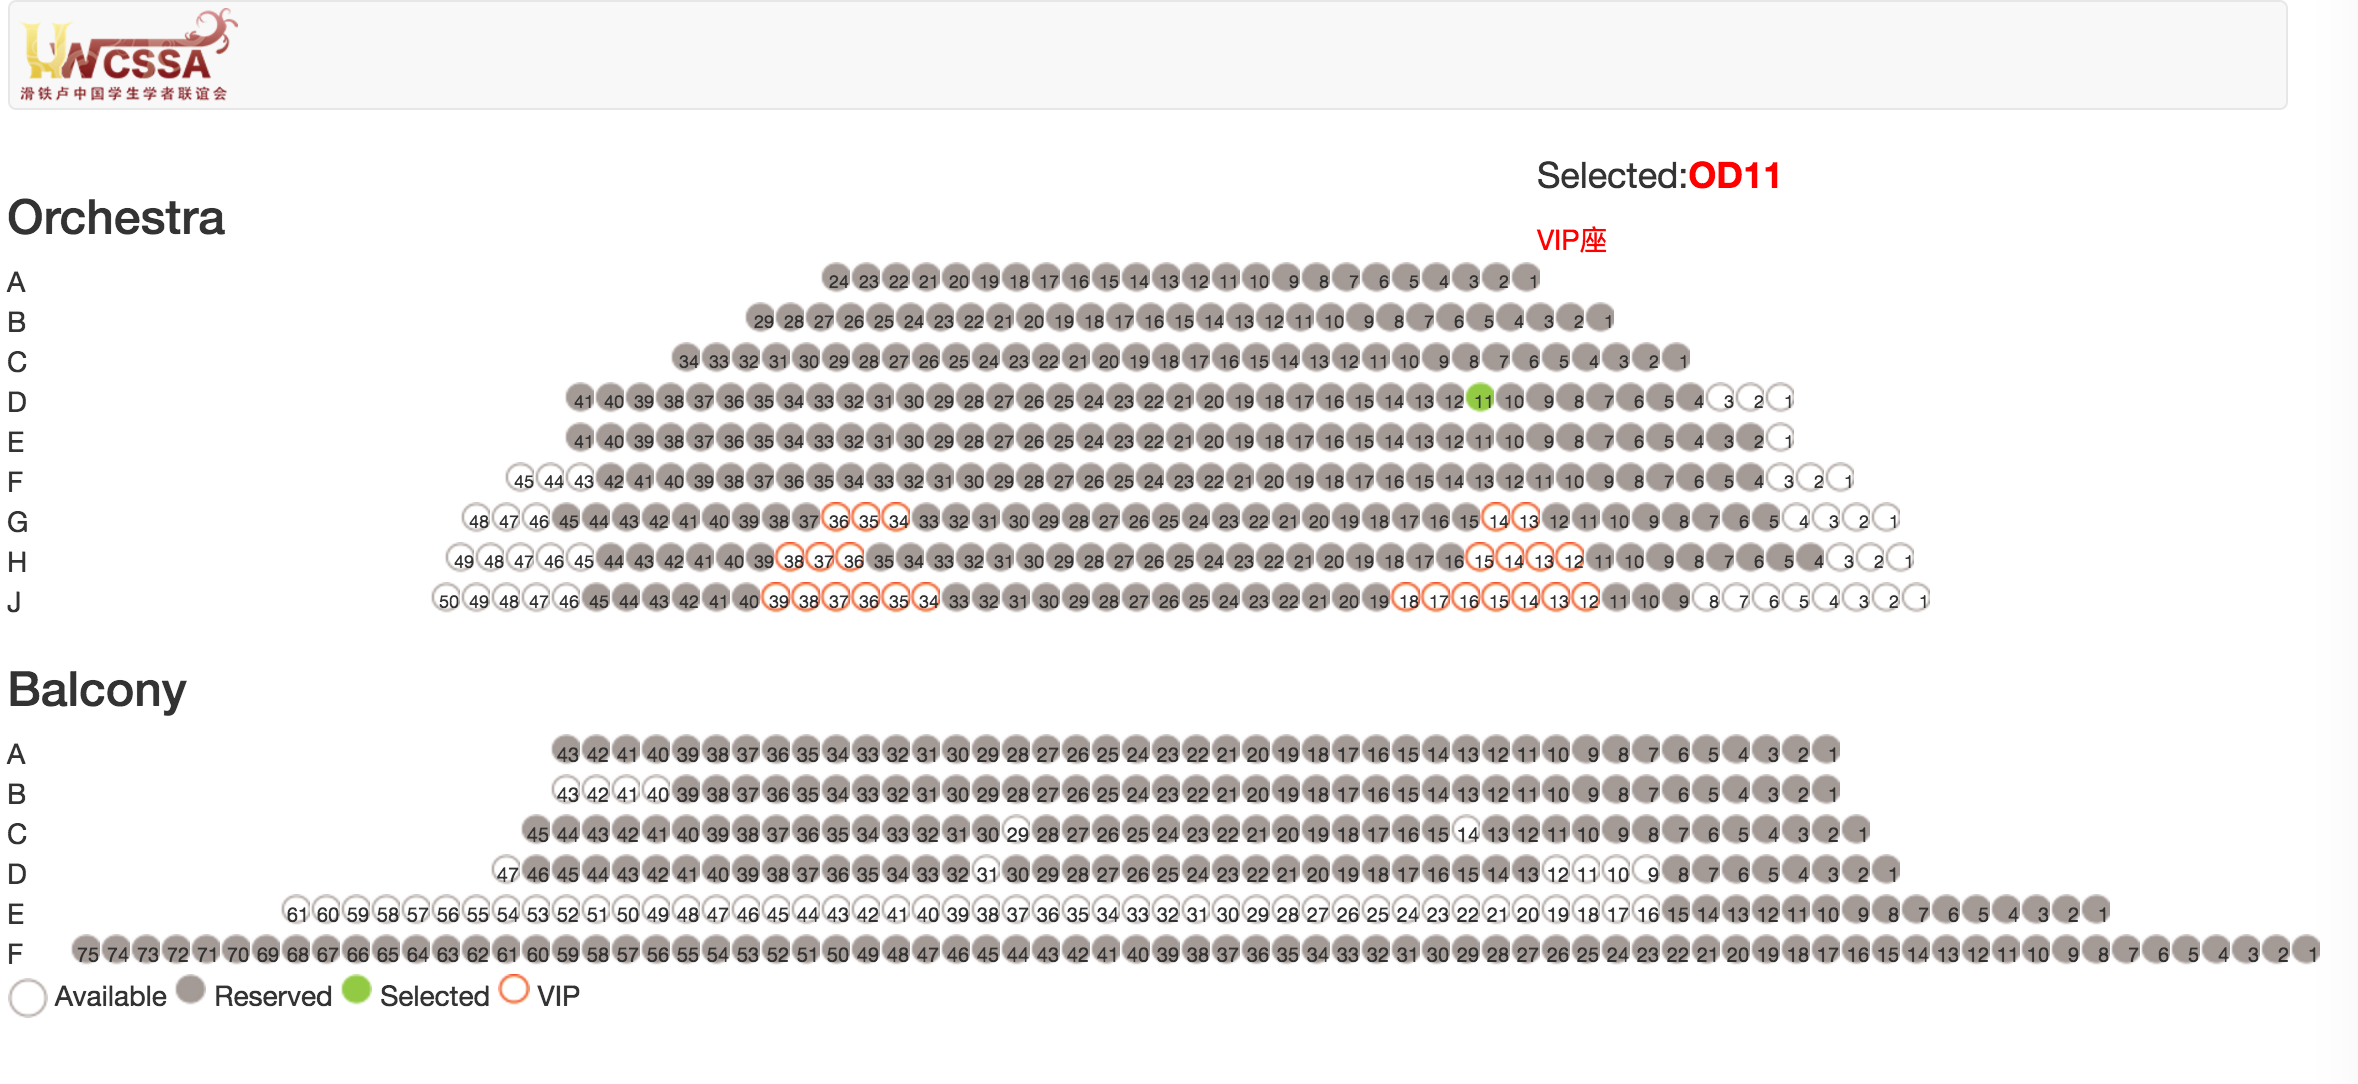 UWCSSA
滑铁卢中国学生学者联谊会
Selected:OD11
Orchestra
VIP座
A 24 23 22 21 20 19 18 17 16 15 14 13 12 11 10 9 8 7 6 5 4 3 2 1
B 29 28 27 26 25 24 23 22 21 20 19 18 17 16 15 14 13 12 11 10 9 8 7 6 5 4 3 2 1
C 34 33 32 31 30 29 28 27 26 25 24 23 22 21 20 19 18 17 16 15 14 13 12 11 10 9 8 7 6 5 4 3 2 1
D 41 40 39 38 37 36 35 34 33 32 31 30 29 28 27 26 25 24 23 22 21 20 19 18 17 16 15 14 13 12 11 10 9 8 7 6 5 4 3 2 1
E 41 40 39 38 37 36 35 34 33 32 31 30 29 28 27 26 25 24 23 22 21 20 19 18 17 16 15 14 13 12 11 10 9 8 7 6 5 4 3 2 1
F 45 44 43 42 41 40 39 38 37 36 35 34 33 32 31 30 29 28 27 26 25 24 23 22 21 20 19 18 17 16 15 14 13 12 11 10 9 8 7 6 5 4 3 2 1
G 48 47 46 45 44 43 42 41 40 39 38 37 36 35 34 33 32 31 30 29 28 27 26 25 24 23 22 21 20 19 18 17 16 15 14 13 12 11 10 9 8 7 6 5 4 3 2 1
H 49 48 47 46 45 44 43 42 41 40 39 38 37 36 35 34 33 32 31 30 29 28 27 26 25 24 23 22 21 20 19 18 17 16 15 14 13 12 11 10 9 8 7 6 5 4 3 2 1
J 50 49 48 47 46 45 44 43 42 41 40 39 38 37 36 35 34 33 32 31 30 29 28 27 26 25 24 23 22 21 20 19 18 17 16 15 14 13 12 11 10 9 8 7 6 5 4 3 2 1
Balcony
A 43 42 41 40 39 38 37 36 35 34 33 32 31 30 29 28 27 26 25 24 23 22 21 20 19 18 17 16 15 14 13 12 11 10 9 8 7 6 5 4 3 2 1
B 43 42 41 40 39 38 37 36 35 34 33 32 31 30 29 28 27 26 25 24 23 22 21 20 19 18 17 16 15 14 13 12 11 10 9 8 7 6 5 4 3 2 1
C 45 44 43 42 41 40 39 38 37 36 35 34 33 32 31 30 29 28 27 26 25 24 23 22 21 20 19 18 17 16 15 14 13 12 11 10 9 8 7 6 5 4 3 2 1
D 47 46 45 44 43 42 41 40 39 38 37 36 35 34 33 32 31 30 29 28 27 26 25 24 23 22 21 20 19 18 17 16 15 14 13 12 11 10 9 8 7 6 5 4 3 2 1
E 61 60 59 58 57 56 55 54 53 52 51 50 49 48 47 46 45 44 43 42 41 40 39 38 37 36 35 34 33 32 31 30 29 28 27 26 25 24 23 22 21 20 19 18 17 16 15 14 13 12 11 10 9 8 7 6 5 4 3 2 1
F 75 74 73 72 71 70 69 68 67 66 65 64 63 62 61 60 59 58 57 56 55 54 53 52 51 50 49 48 47 46 45 44 43 42 41 40 39 38 37 36 35 34 33 32 31 30 29 28 27 26 25 24 23 22 21 20 19 18 17 16 15 14 13 12 11 10 9 8 7 6 5 4 3 2 1
Available Reserved Selected VIP